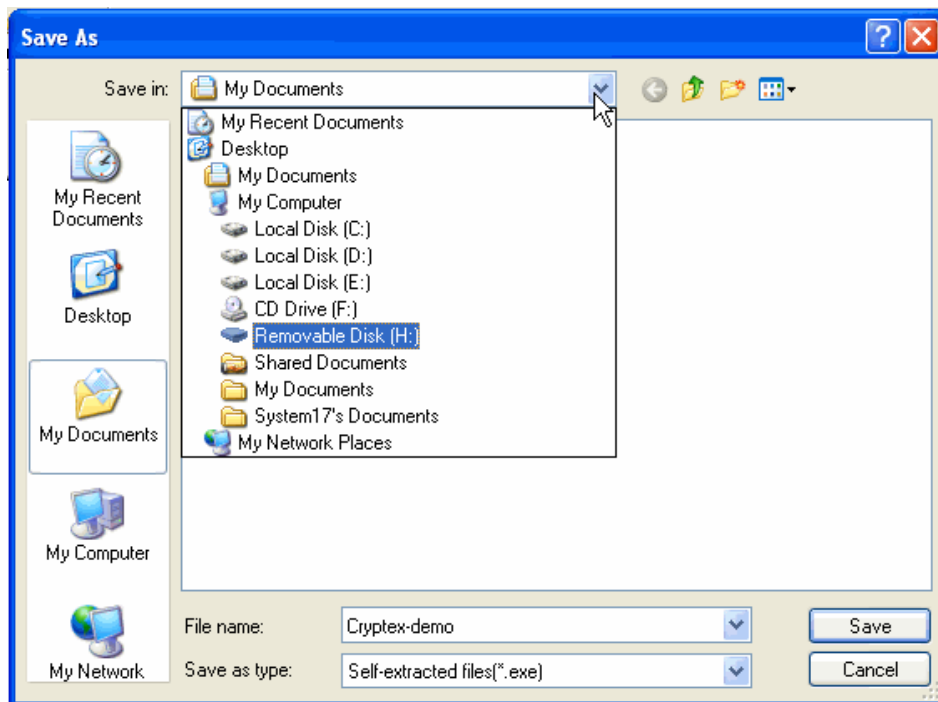 Save As
Save in: My Documents
My Recent Documents
Desktop
My Documents
My Computer
Local Disk (C:)
Local Disk (D:)
Local Disk (E:)
CD Drive (F:)
Removable Disk (H:)
Shared Documents
My Documents
System17's Documents
My Network Places
My Recent
Documents
Desktop
My Documents
My Computer
My Network
File name: Cryptex-demo
Save
Save as type: Self-extracted files(*.exe)
Cancel